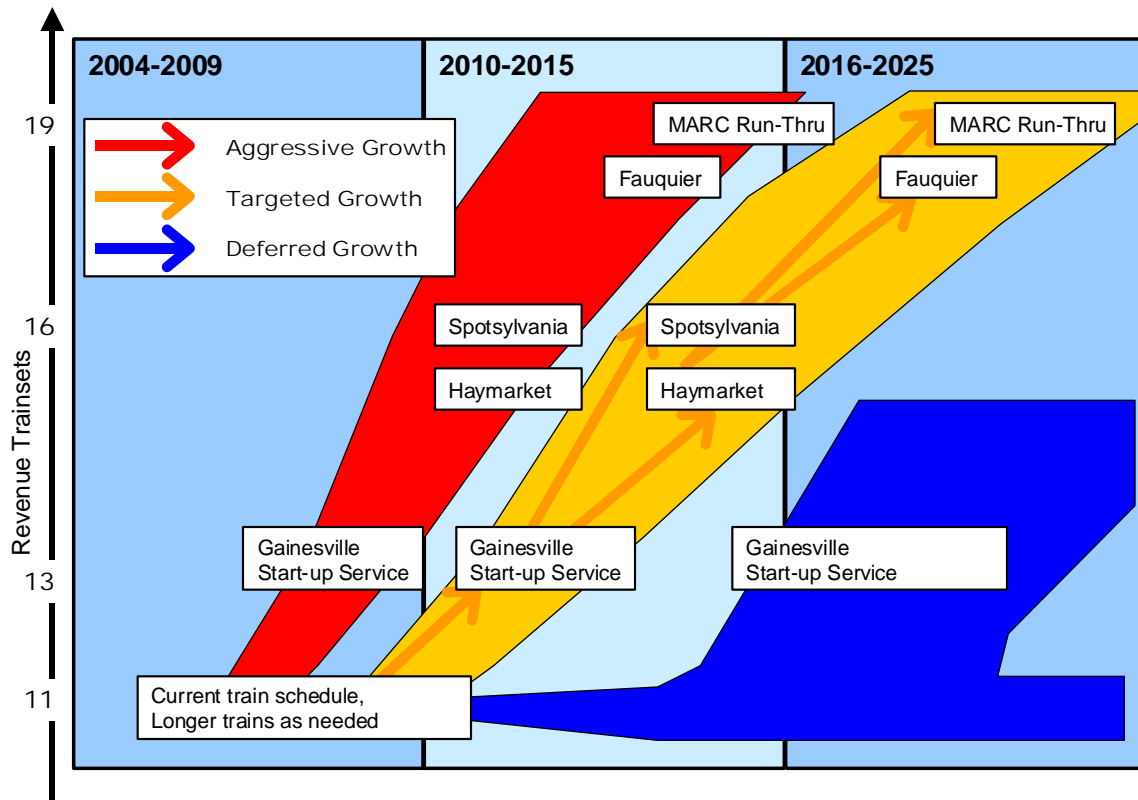 2004-2009
2010-2015
2016-2025
19
Aggressive Growth
Targeted Growth
Deferred Growth
MARC Run-Thru
MARC Run-Thru
Fauquier
Fauquier
16
Spotsylvania
Spotsylvania
Haymarket
Haymarket
Revenue Trainsets
13
Gainesville
Start-up Service
Gainesville
Start-up Service
Gainesville
Start-up Service
11
Current train schedule,
Longer trains as needed